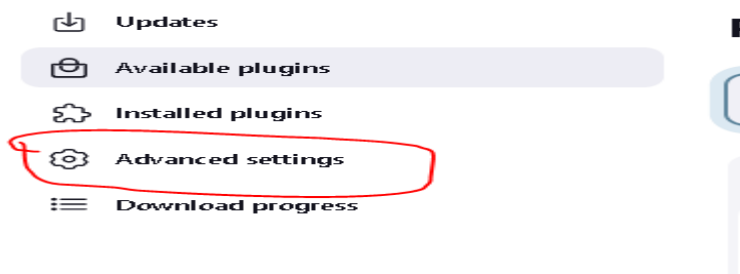 Updates
Available plugins
Installed plugins
Advanced settings
Download progress